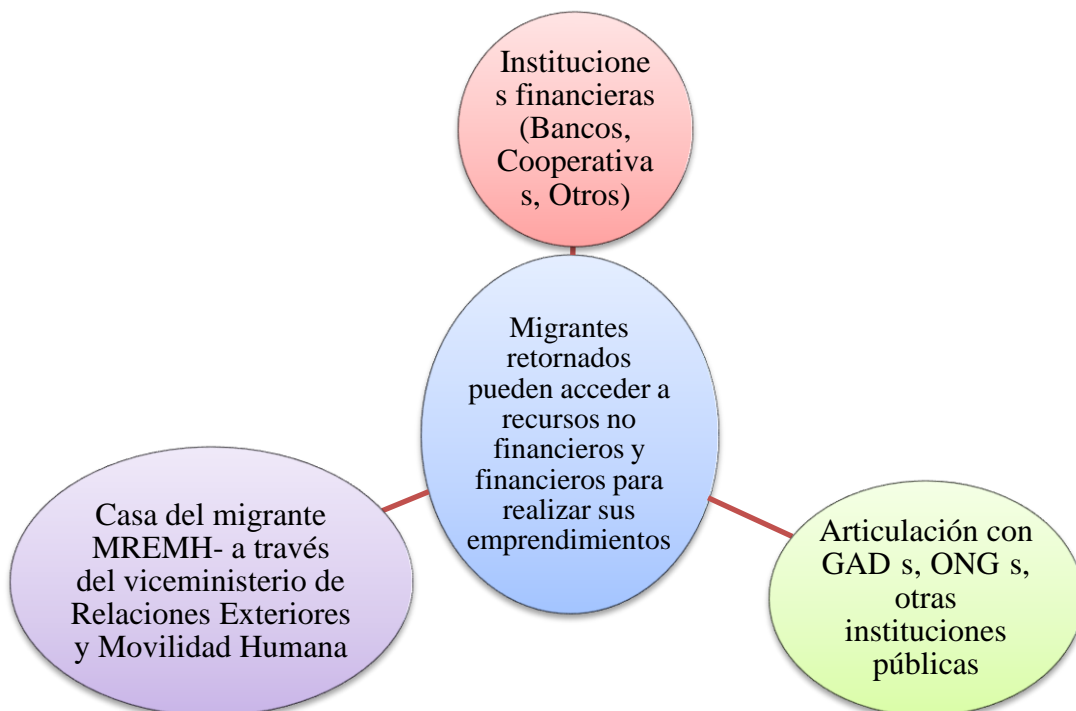 Institucione
s financieras
(Bancos,
Cooperativa
s, Otros)
Migrantes
retornados
pueden acceder a
recursos no
financieros y
financieros para
realizar sus
emprendimientos
Casa del migrante
MREMH- a través
del viceministerio de
Relaciones Exteriores
y Movilidad Humana
Articulación con
GAD s, ONG s,
otras
instituciones
públicas